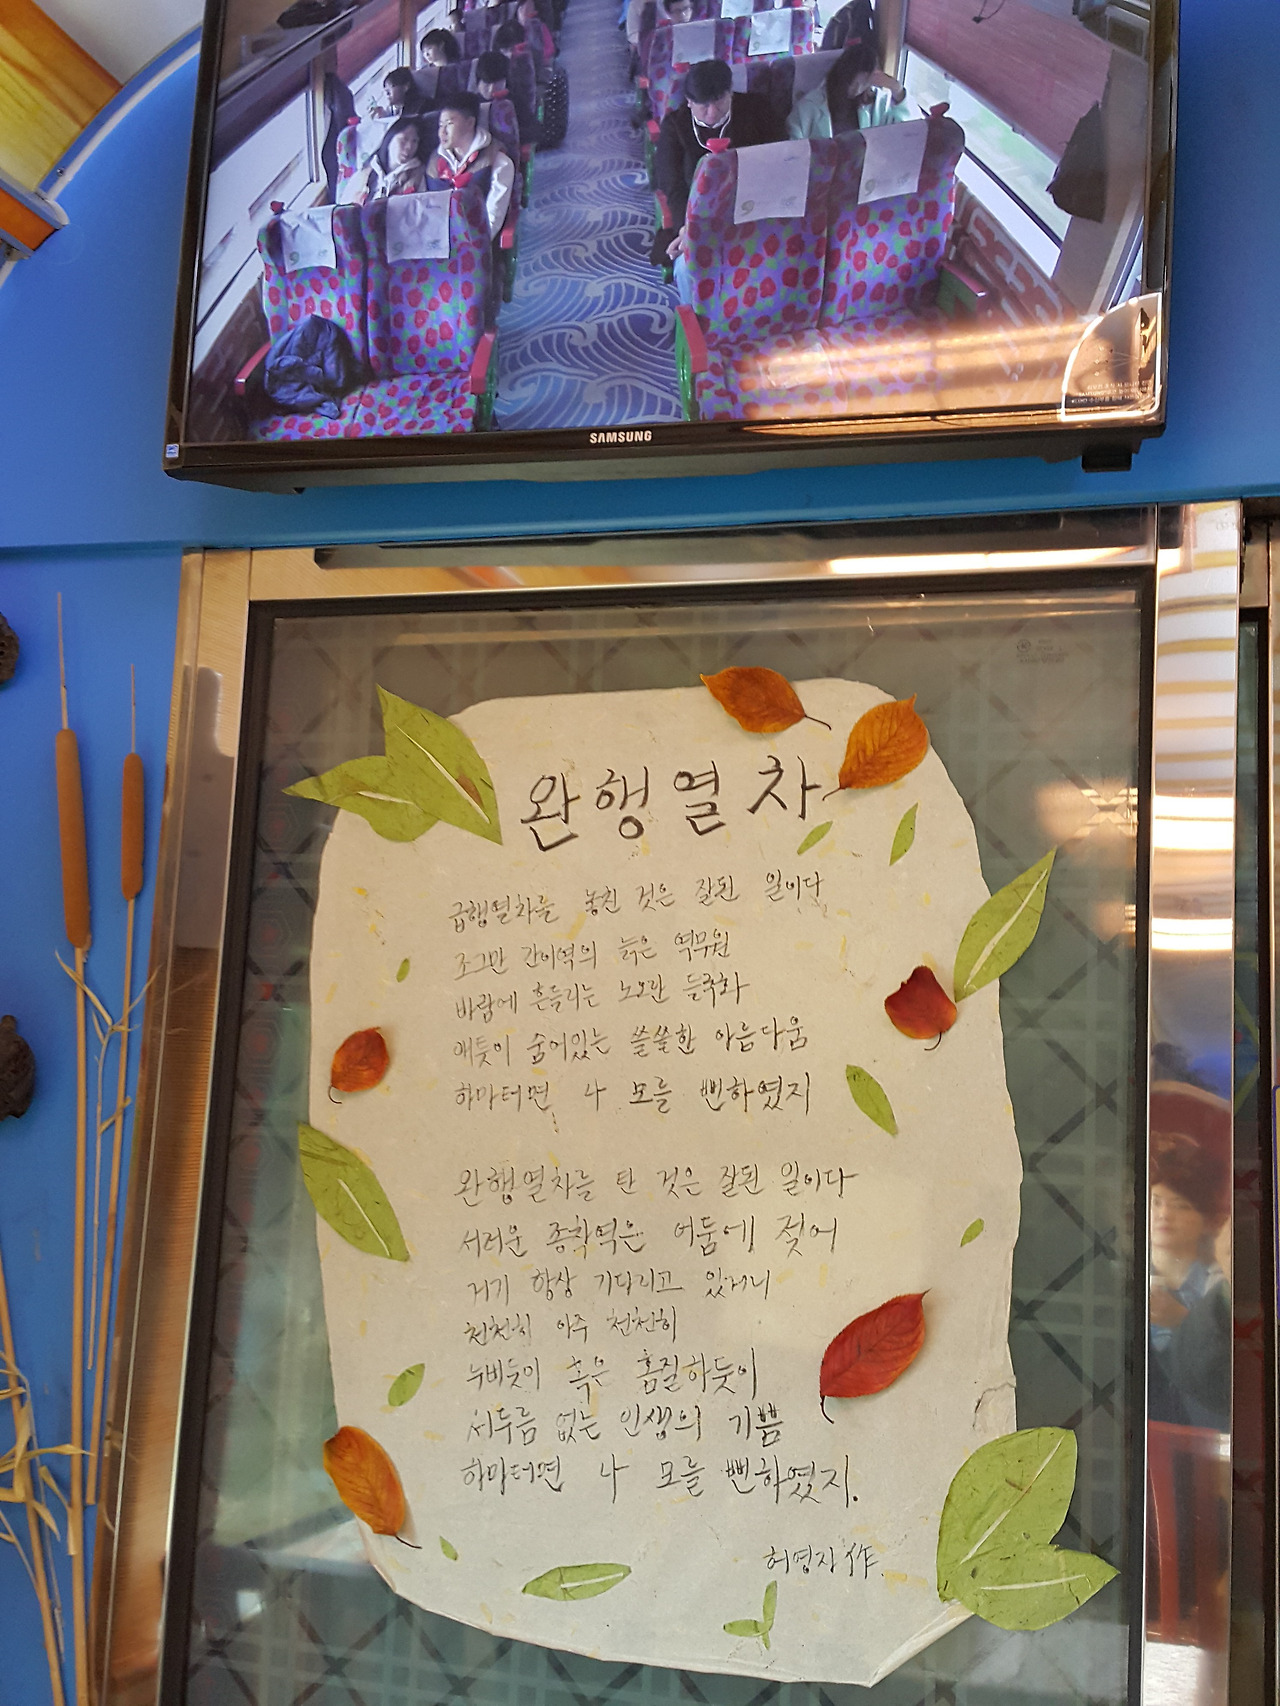 SAMSUNG
완행열차
급행열차를 놓친 것은 잘된 일이다
조그만 간이역의 늙은 역무원
바람에 흔들리는 노오란 들국화
애틋이 숨어있는 쓸쓸한 아름다움
하마터면 나 모를 뻔하였지
완행열차를 탄 것은 잘된 일이다
서러운 종착역은 어둠에 젖어
거기 항상 기다리고 있거니
천천히 아주 천천히
누비듯이 혹은 홈질하듯이
서두름 없는 인생의 기쁨
하마터면 나 모를 뻔하였지.
허영자 作